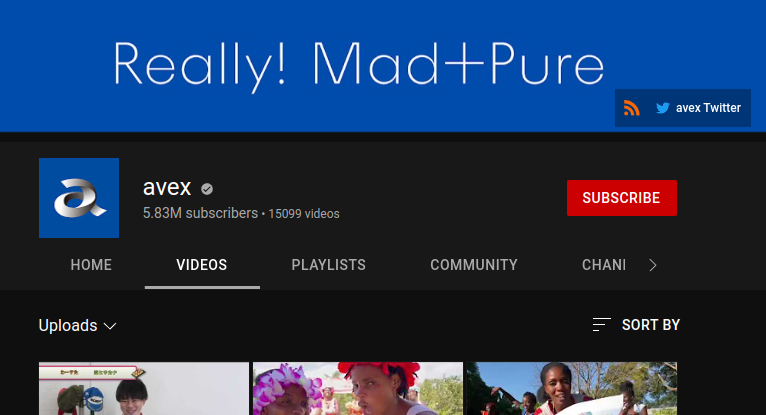 Really! Mad+Pure
avex Twitter
avex
5.83M subscribers • 15099 videos
SUBSCRIBE
HOME
VIDEOS
PLAYLISTS
COMMUNITY
CHANI
Uploads
SORT BY